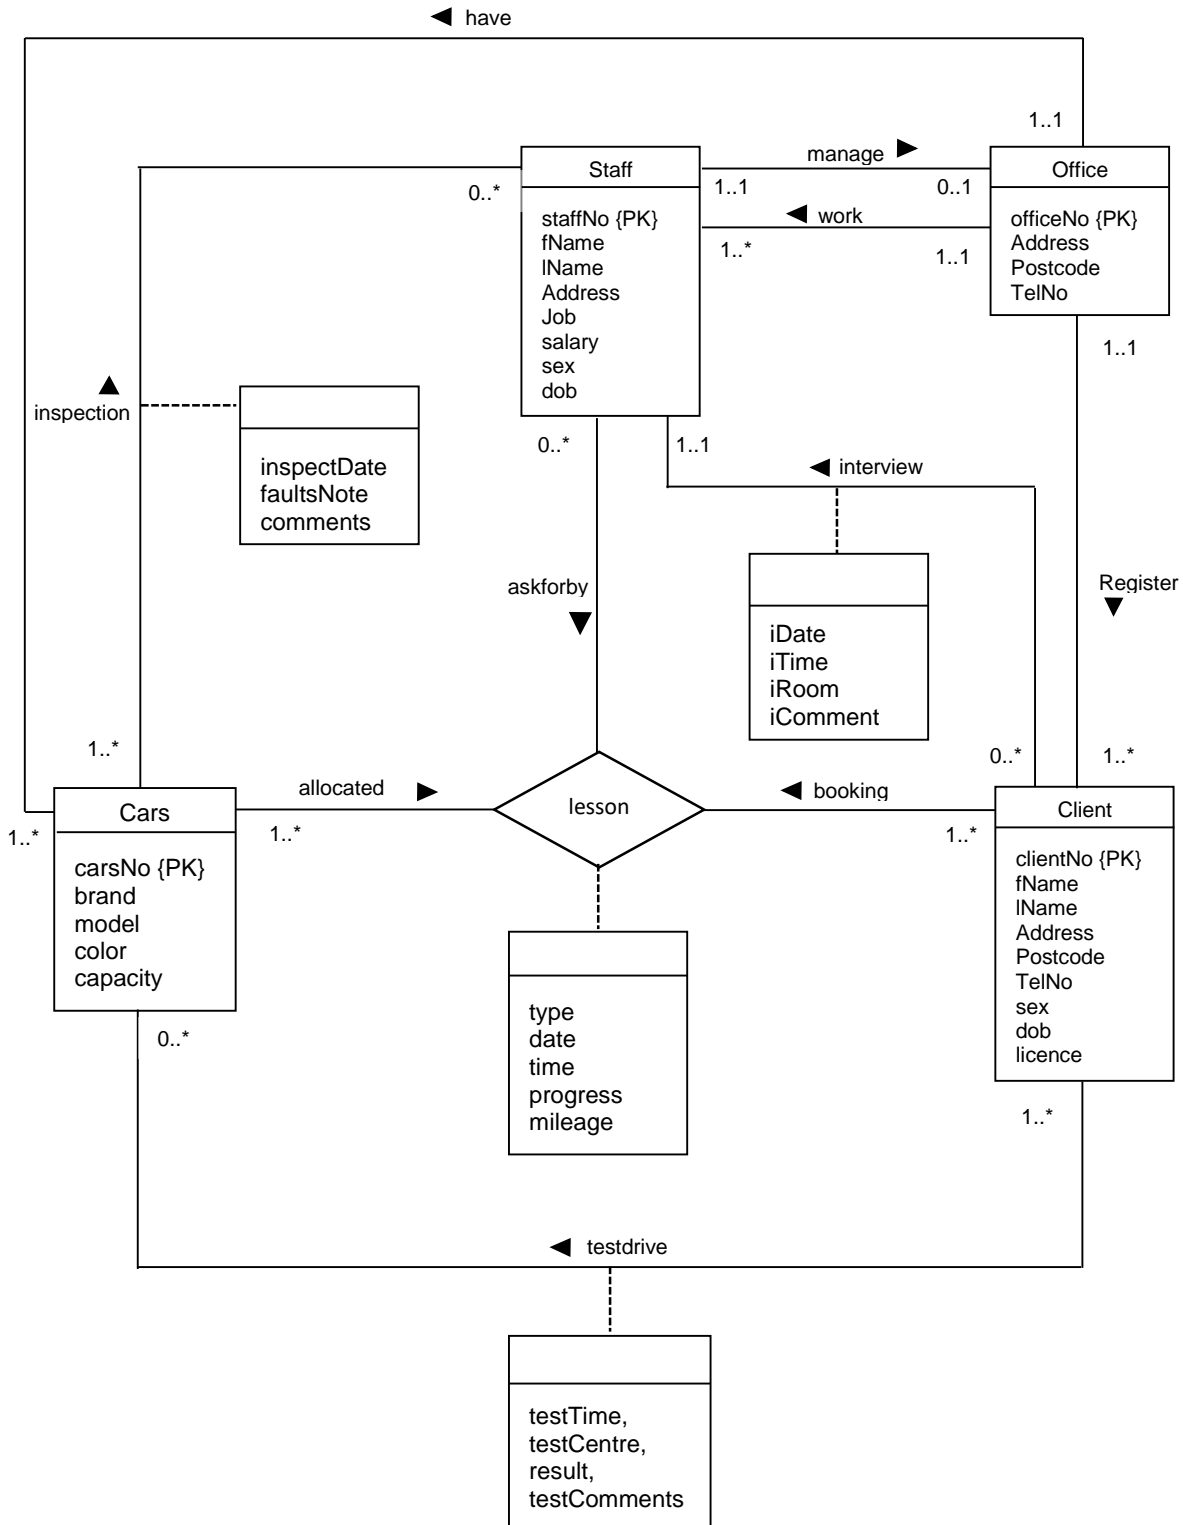 have
1..1
Staff
manage
Office
0..*
1..1
0..1
staffNo {PK}
fName
lName
Address
Job
salary
sex
dob
work
1..*
1..1
officeNo {PK}
Address
Postcode
TelNo
1..1
inspection
inspectDate
faultsNote
comments
0..*
1..1
interview
askforby
Register
iDate
iTime
iRoom
iComment
1..*
0..*
1..*
Cars
allocated
lesson
booking
Client
1..*
1..*
1..*
carsNo {PK}
brand
model
color
capacity
clientNo {PK}
fName
lName
Address
Postcode
TelNo
sex
dob
licence
0..*
type
date
time
progress
mileage
1..*
testdrive
testTime,
testCentre,
result,
testComments